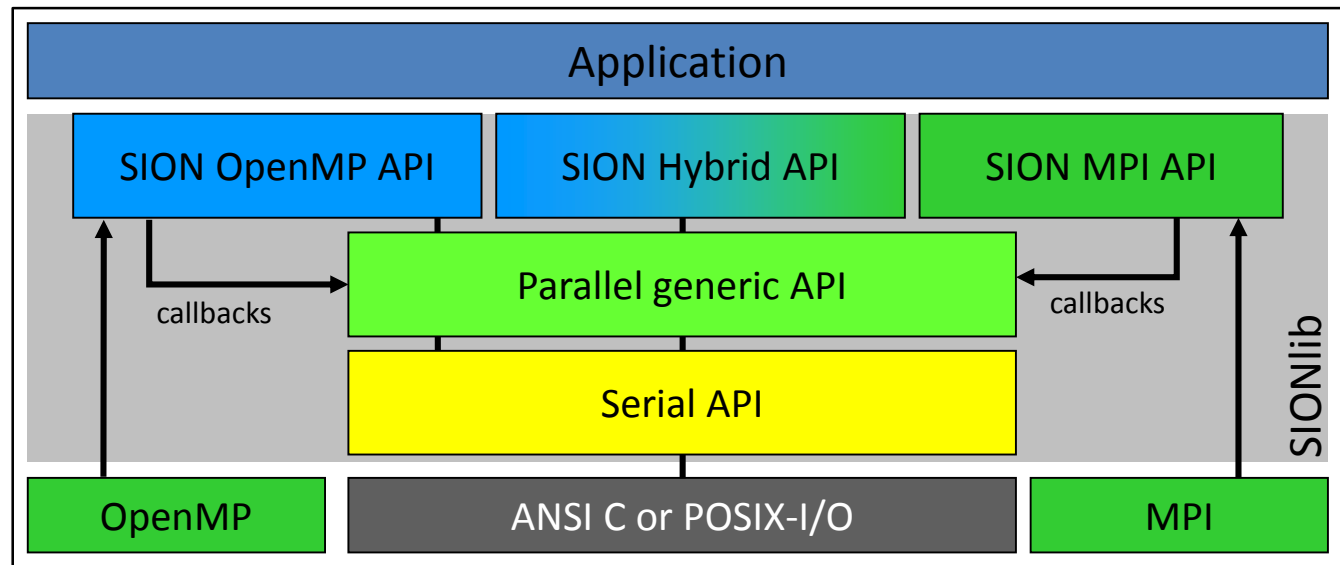 Application
SION OpenMP API
SION Hybrid API
SION MPI API
Parallel generic API
callbacks
callbacks
Serial API
SIONlib
OpenMP
ANSI C or POSIX-I/O
MPI